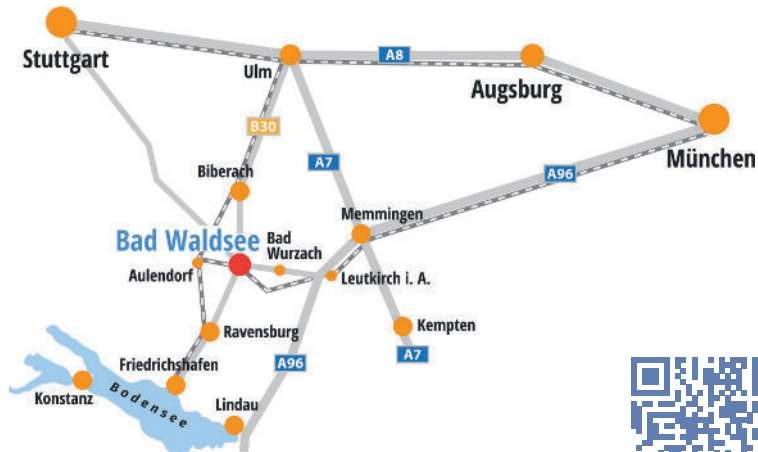 Stuttgart
Ulm
A8
Augsburg
München
B30
A7
A96
Biberach
Memmingen
Bad Waldsee
Bad
Wurzach
Aulendorf
Leutkirch i. A.
Ravensburg
Kempten
A7
A96
Friedrichshafen
Konstanz
Bodensee
Lindau